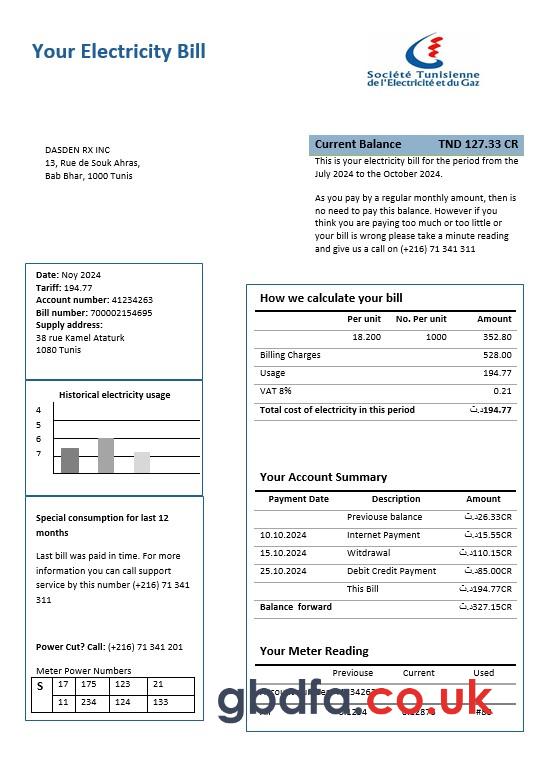 Your Electricity Bill
Société Tunisienne
de l'Electricité et du Gaz
DASDEN RX INC
13, Rue de Souk Ahras,
Bab Bhar, 1000 Tunis
Current Balance TND 127.33 CR
This is your electricity bill for the period from the
July 2024 to the October 2024.
As you pay by a regular monthly amount, then is
no need to pay this balance. However if you
think you are paying too much or too little or
your bill is wrong please take a minute reading
and give us a call on (+216) 71 341 311
Date: Noy 2024
Tariff: 194.77
Account number: 41234263
Bill number: 700002154695
Supply address:
38 rue Kamel Ataturk
1080 Tunis
Historical electricity usage
4
5
6
7
Special consumption for last 12
months
Last bill was paid in time. For more
information you can call support
service by this number (+216) 71 341
311
Power Cut? Call: (+216) 71 341 201
Meter Power Numbers
S 17 175 123 21
11 234 124 133
How we calculate your bill
Per unit No. Per unit Amount
18.200 1000 352.80
Billing Charges 528.00
Usage 194.77
VAT 8% 0.21
Total cost of electricity in this period د.ت194.77
Your Account Summary
Payment Date Description Amount
Previouse balance د.ت26.33CR
10.10.2024 Internet Payment د.ت15.55CR
15.10.2024 Witdrawal د.ت110.15CR
25.10.2024 Debit Credit Payment د.ت85.00CR
This Bill د.ت194.77CR
Balance forward د.ت327.15CR
Your Meter Reading
Previouse Current Used
gbdfa.co.uk